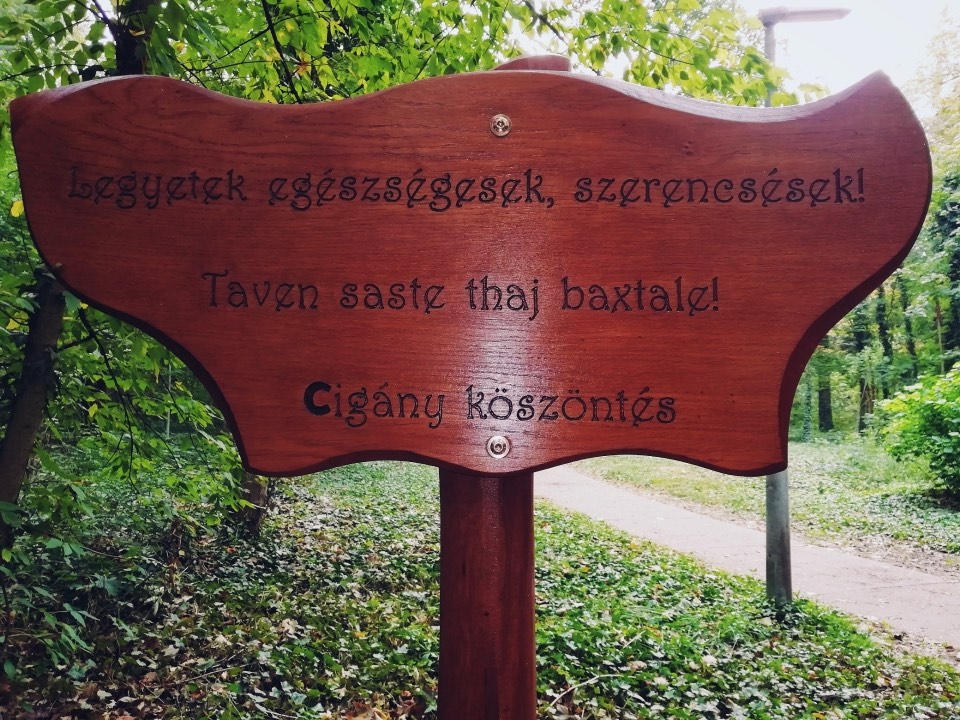 Legyetek egészségesek, szerencsések!
Taven saste thaj baxtale!
Cigány köszöntés